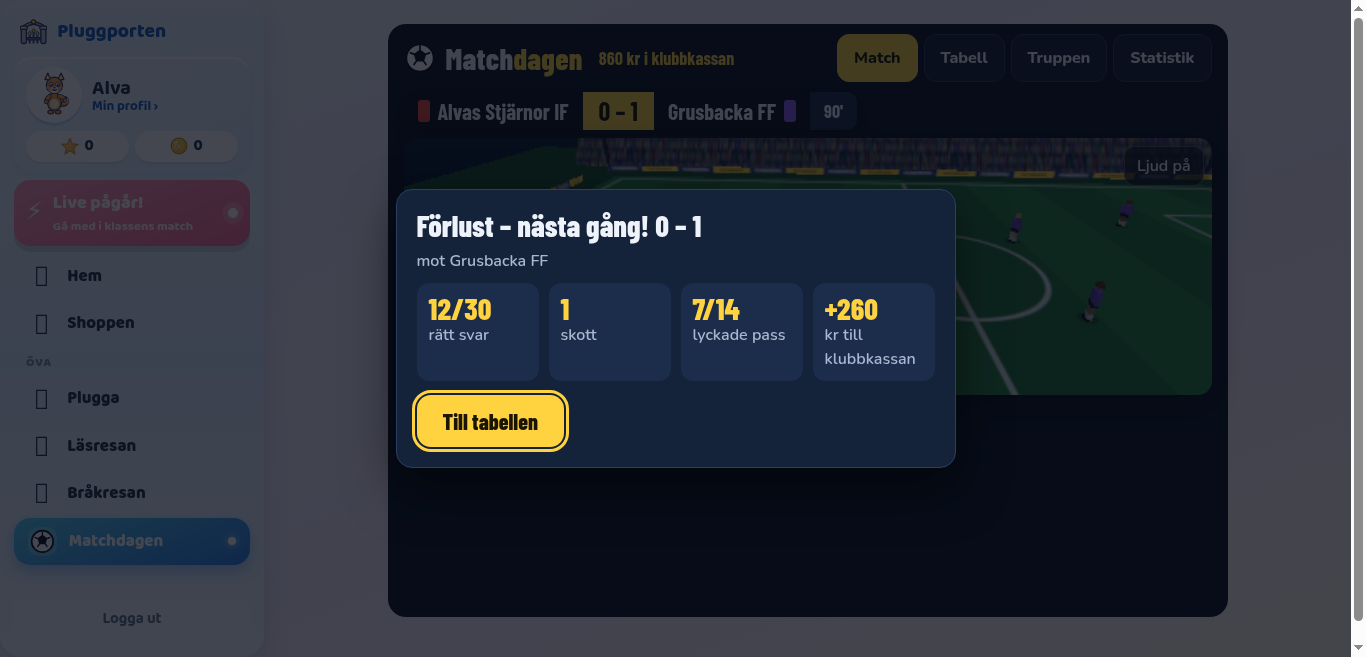 Pluggporten
Alva
Min profil ›
0
0
Live pågår!
Gå med i klassens match
Hem
Shoppen
ÖVA
Plugga
Läsresan
Bråkresan
Matchdagen
Logga ut
Matchdagen
860 kr i klubbkassan
Match
Tabell
Truppen
Statistik
Alvas Stjärnor IF
0 – 1
Grusbacka FF
90'
Ljud på
Förlust – nästa gång! 0 – 1
mot Grusbacka FF
12/30
rätt svar
1
skott
7/14
lyckade pass
+260
kr till
klubbkassan
Till tabellen